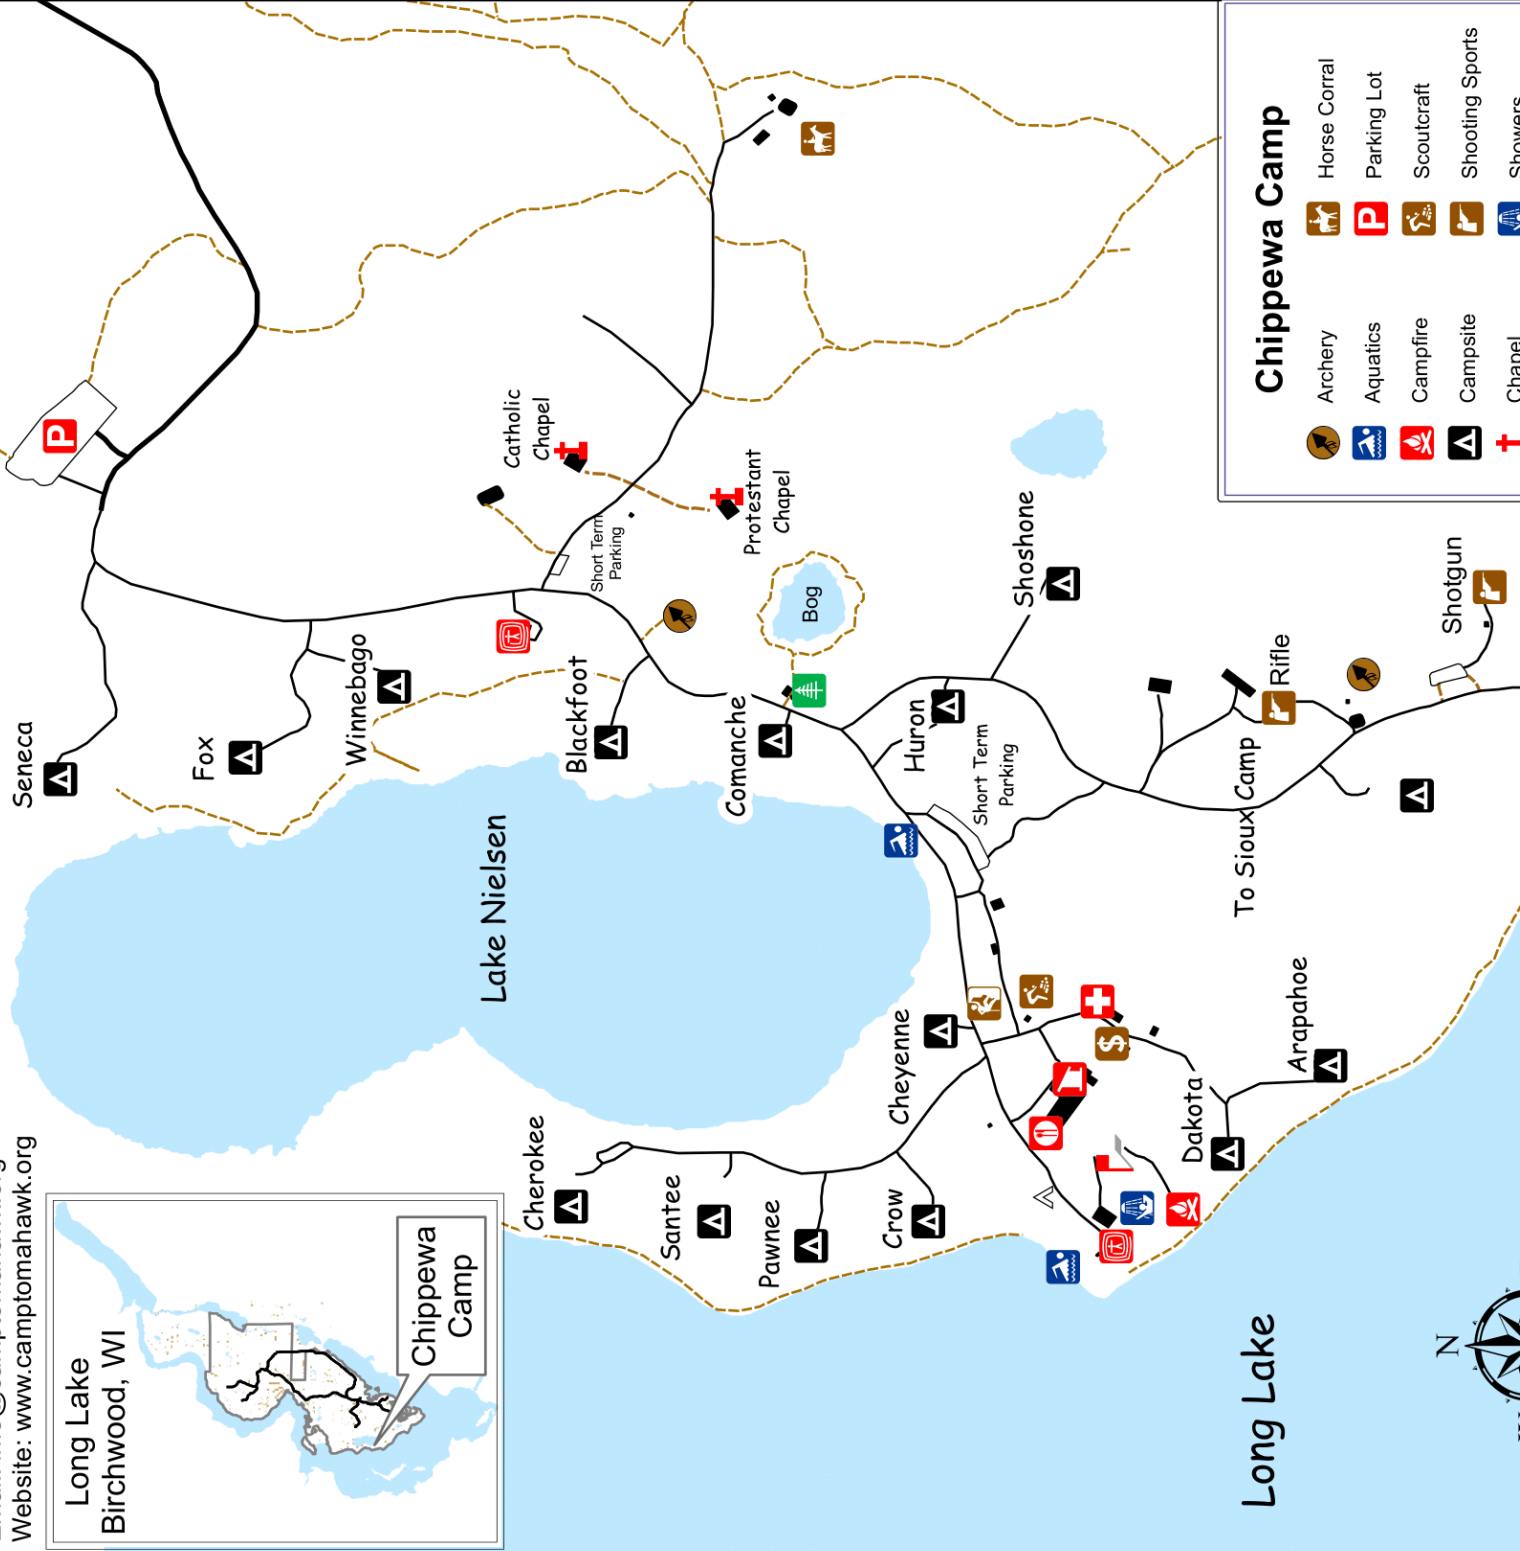 Website: www.camptomahawk.org
Long Lake
Birchwood, WI
Chippewa
Camp
Seneca
Fox
Winnebago
Blackfoot
Comanche
Catholic
Chapel
Short Term
Parking
Protestant
Chapel
Bog
Shoshone
Huron
Short Term
Parking
Lake Nielsen
Cherokee
Santee
Pawnee
Crow
Cheyenne
Dakota
Arapahoe
To Sioux Camp
Rifle
Shotgun
Long Lake
N
P
$
Chippewa Camp
Archery
Aquatics
Campfire
Campsite
Chapel
Horse Corral
P
Parking Lot
Scoutcraft
Shooting Sports
Showers